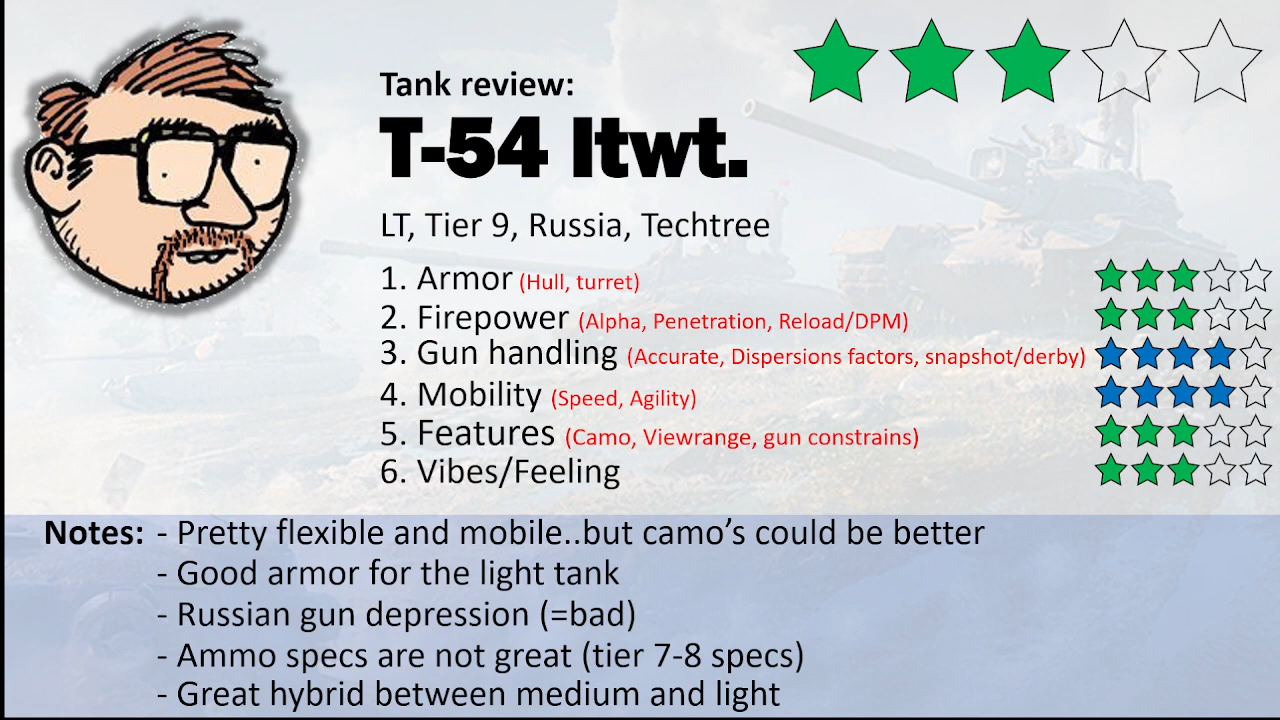 Tank review:
T-54 ltwt.
LT, Tier 9, Russia, Techtree
1. Armor (Hull, turret)
2. Firepower (Alpha, Penetration, Reload/DPM)
3. Gun handling (Accurate, Dispersions factors, snapshot/derby)
4. Mobility (Speed, Agility)
5. Features (Camo, Viewrange, gun constrains)
6. Vibes/Feeling
Notes: - Pretty flexible and mobile..but camo’s could be better
- Good armor for the light tank
- Russian gun depression (=bad)
- Ammo specs are not great (tier 7-8 specs)
- Great hybrid between medium and light